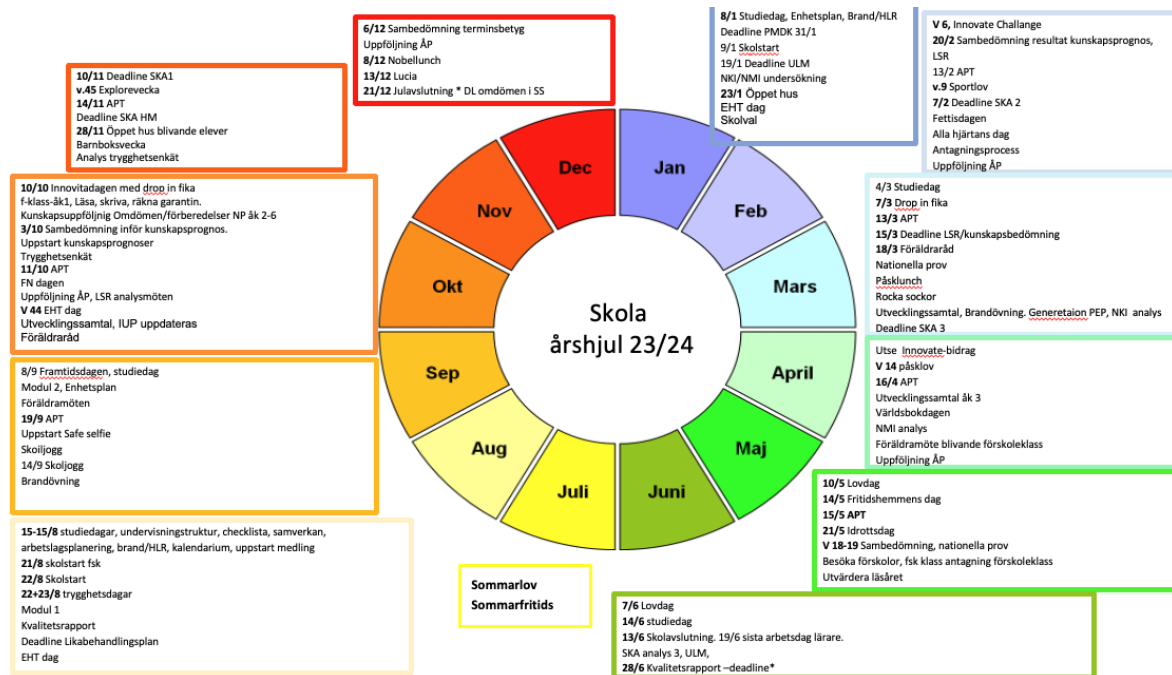 6/12 Sambedömning terminsbetyg
Uppföljning ÅP
8/12 Nobellunch
13/12 Lucia
21/12 Julavslutning * DL omdömen i SS
8/1 Studiedag, Enhetsplan, Brand/HLR
Deadline PMDK 31/1
9/1 Skolstart
19/1 Deadline ULM
NKI/NMI undersökning
23/1 Öppet hus
EHT dag
Skolval
V 6, Innovate Challange
20/2 Sambedömning resultat kunskapsprognos,
LSR
13/2 APT
v.9 Sportlov
7/2 Deadline SKA 2
Fettisdagen
Alla hjärtans dag
Antagningsprocess
Uppföljning ÅP
10/11 Deadline SKA1
v.45 Explorevecka
14/11 APT
Deadline SKA HM
28/11 Öppet hus blivande elever
Barnboksvecka
Analys trygghetsenkät
10/10 Innovitadagen med drop in fika
f-klass-åk1, Läsa, skriva, räkna garantin.
Kunskapsuppföljnig Omdömen/förberedelser NP åk 2-6
3/10 Sambedömning inför kunskapsprognos.
Uppstart kunskapsprognoser
Trygghetsenkät
11/10 APT
FN dagen
Uppföljning ÅP, LSR analysmöten
V 44 EHT dag
Utvecklingssamtal, IUP uppdateras
Föräldraråd
4/3 Studiedag
7/3 Drop in fika
13/3 APT
15/3 Deadline LSR/kunskapsbedömning
18/3 Föräldraråd
Nationella prov
Påsklunch
Rocka sockor
Utvecklingssamtal, Brandövning. Generetaion PEP, NKI analys
Deadline SKA 3
Dec
Jan
Nov
Feb
Okt
Mars
Skola
årshjul 23/24
Sep
April
Aug
Maj
Juli
Juni
8/9 Framtidsdagen, studiedag
Modul 2, Enhetsplan
Föräldramöten
19/9 APT
Uppstart Safe selfie
Skoiljogg
14/9 Skoljogg
Brandövning
Utse Innovate-bidrag
V 14 påsklov
16/4 APT
Utvecklingssamtal åk 3
Världsbokdagen
NMI analys
Föräldramöte blivande förskoleklass
Uppföljning ÅP
10/5 Lovdag
14/5 Fritidshemmens dag
15/5 APT
21/5 Idrottsdag
V 18-19 Sambedömning, nationella prov
Besöka förskolor, fsk klass antagning förskoleklass
Utvärdera läsåret
15-15/8 studiedagar, undervisningstruktur, checklista, samverkan,
arbetslagsplanering, brand/HLR, kalendarium, uppstart medling
21/8 skolstart fsk
22/8 Skolstart
22+23/8 trygghetsdagar
Modul 1
Kvalitetsrapport
Deadline Likabehandlingsplan
EHT dag
Sommarlov
Sommarfritids
7/6 Lovdag
14/6 studiedag
13/6 Skolavslutning. 19/6 sista arbetsdag lärare.
SKA analys 3, ULM,
28/6 Kvalitetsrapport –deadline*